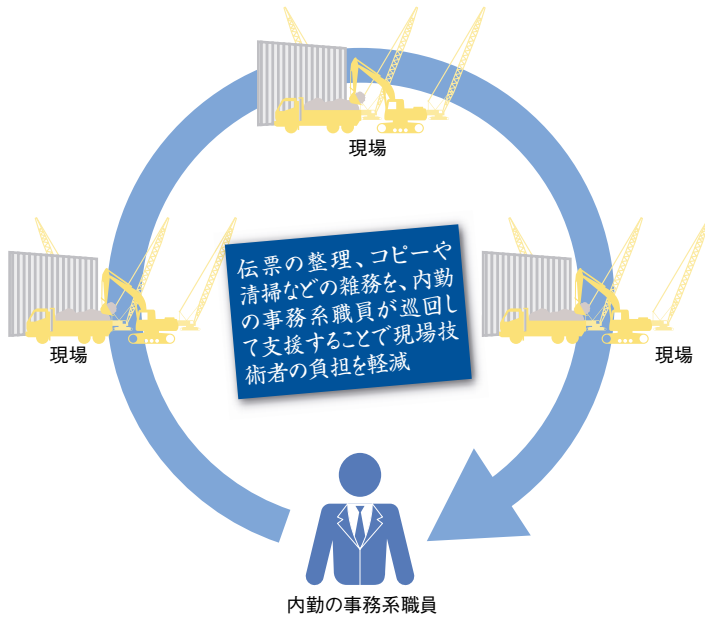 現場
現場
伝票の整理、コピーや
清掃などの雑務を、内勤
の事務系職員が巡回し
て支援することで現場技
術者の負担を軽減
現場
内勤の事務系職員